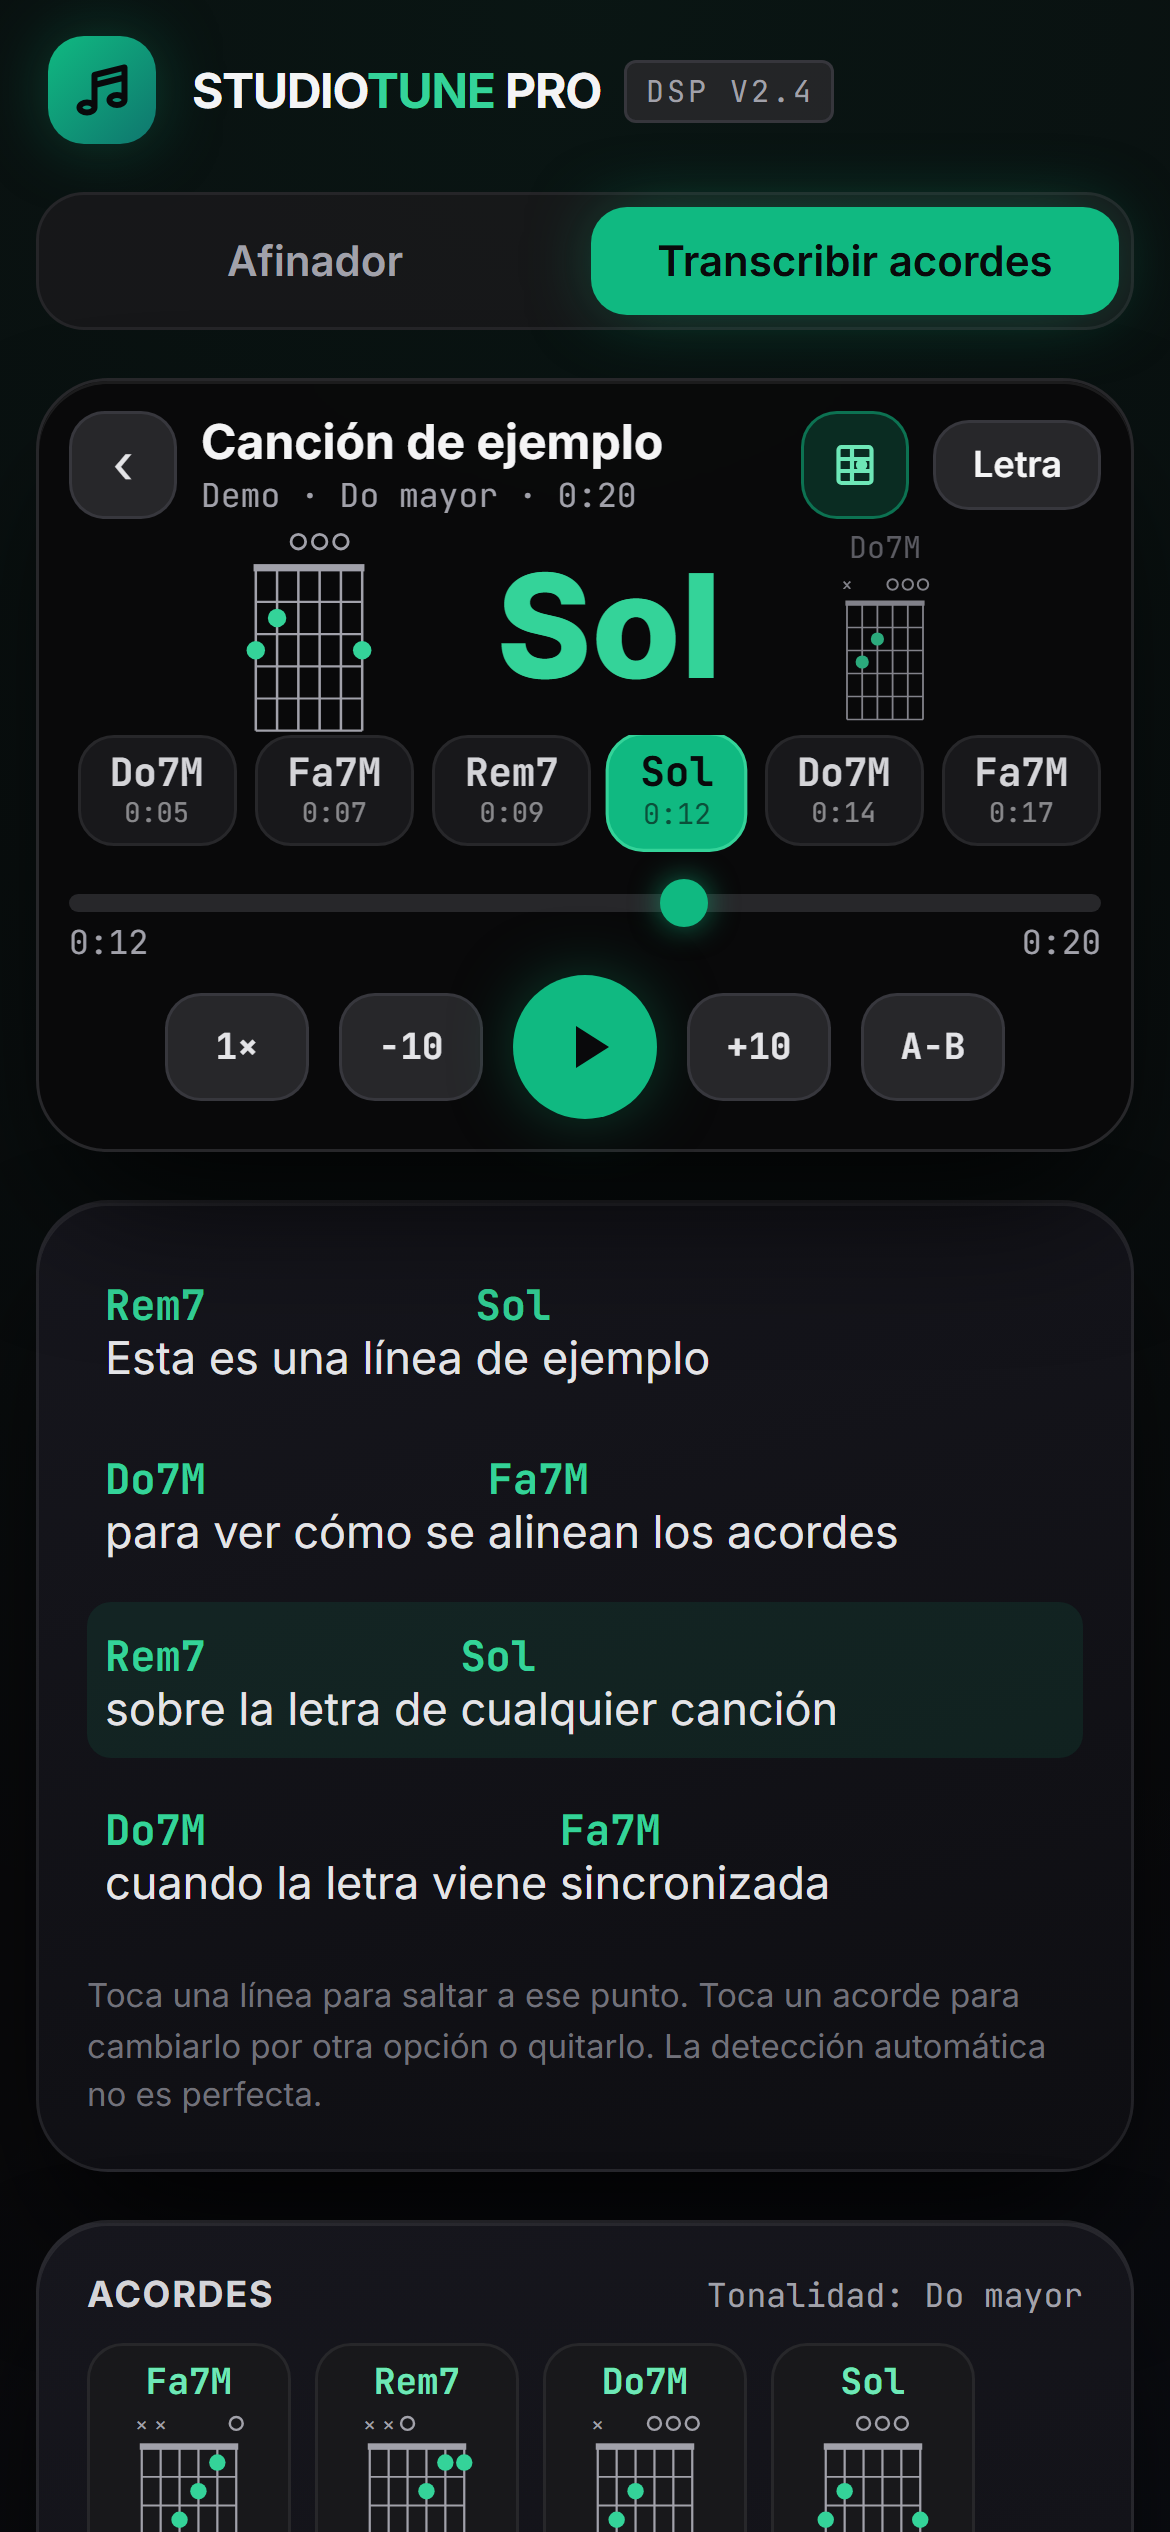 STUDIOTUNE PRO DSP V2.4
Afinador Transcribir acordes
‹ Canción de ejemplo Letra
Demo · Do mayor · 0:20
Sol Do7M
× 
Do7M Fa7M Rem7 Sol Do7M Fa7M
0:05 0:07 0:09 0:12 0:14 0:17
0:12 0:20
1× -10 +10 A-B
Rem7 Sol
Esta es una línea de ejemplo
Do7M Fa7M
para ver cómo se alinean los acordes
Rem7 Sol
sobre la letra de cualquier canción
Do7M Fa7M
cuando la letra viene sincronizada
Toca una línea para saltar a ese punto. Toca un acorde para
cambiarlo por otra opción o quitarlo. La detección automática
no es perfecta.
ACORDES Tonalidad: Do mayor
Fa7M Rem7 Do7M Sol
× × × × ×